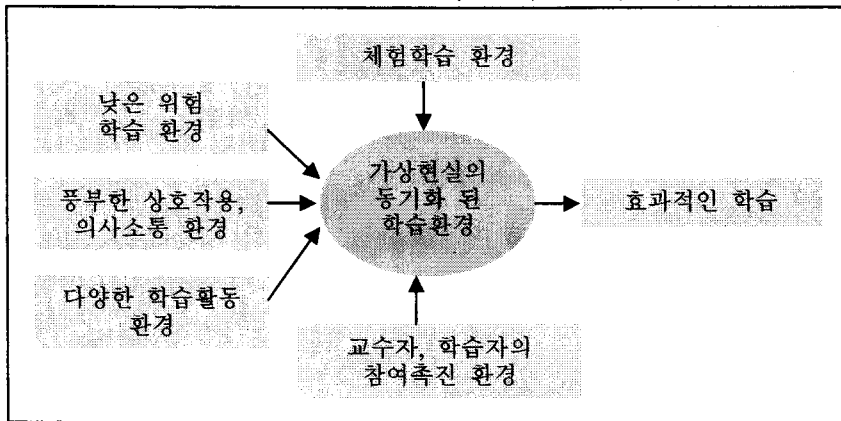 체험학습 환경
낮은 위험
학습 환경
풍부한 상호작용,
의사소통 환경
다양한 학습활동
환경
가상현실의
동기화 된
학습환경
효과적인 학습
교수자, 학습자의
참여촉진 환경